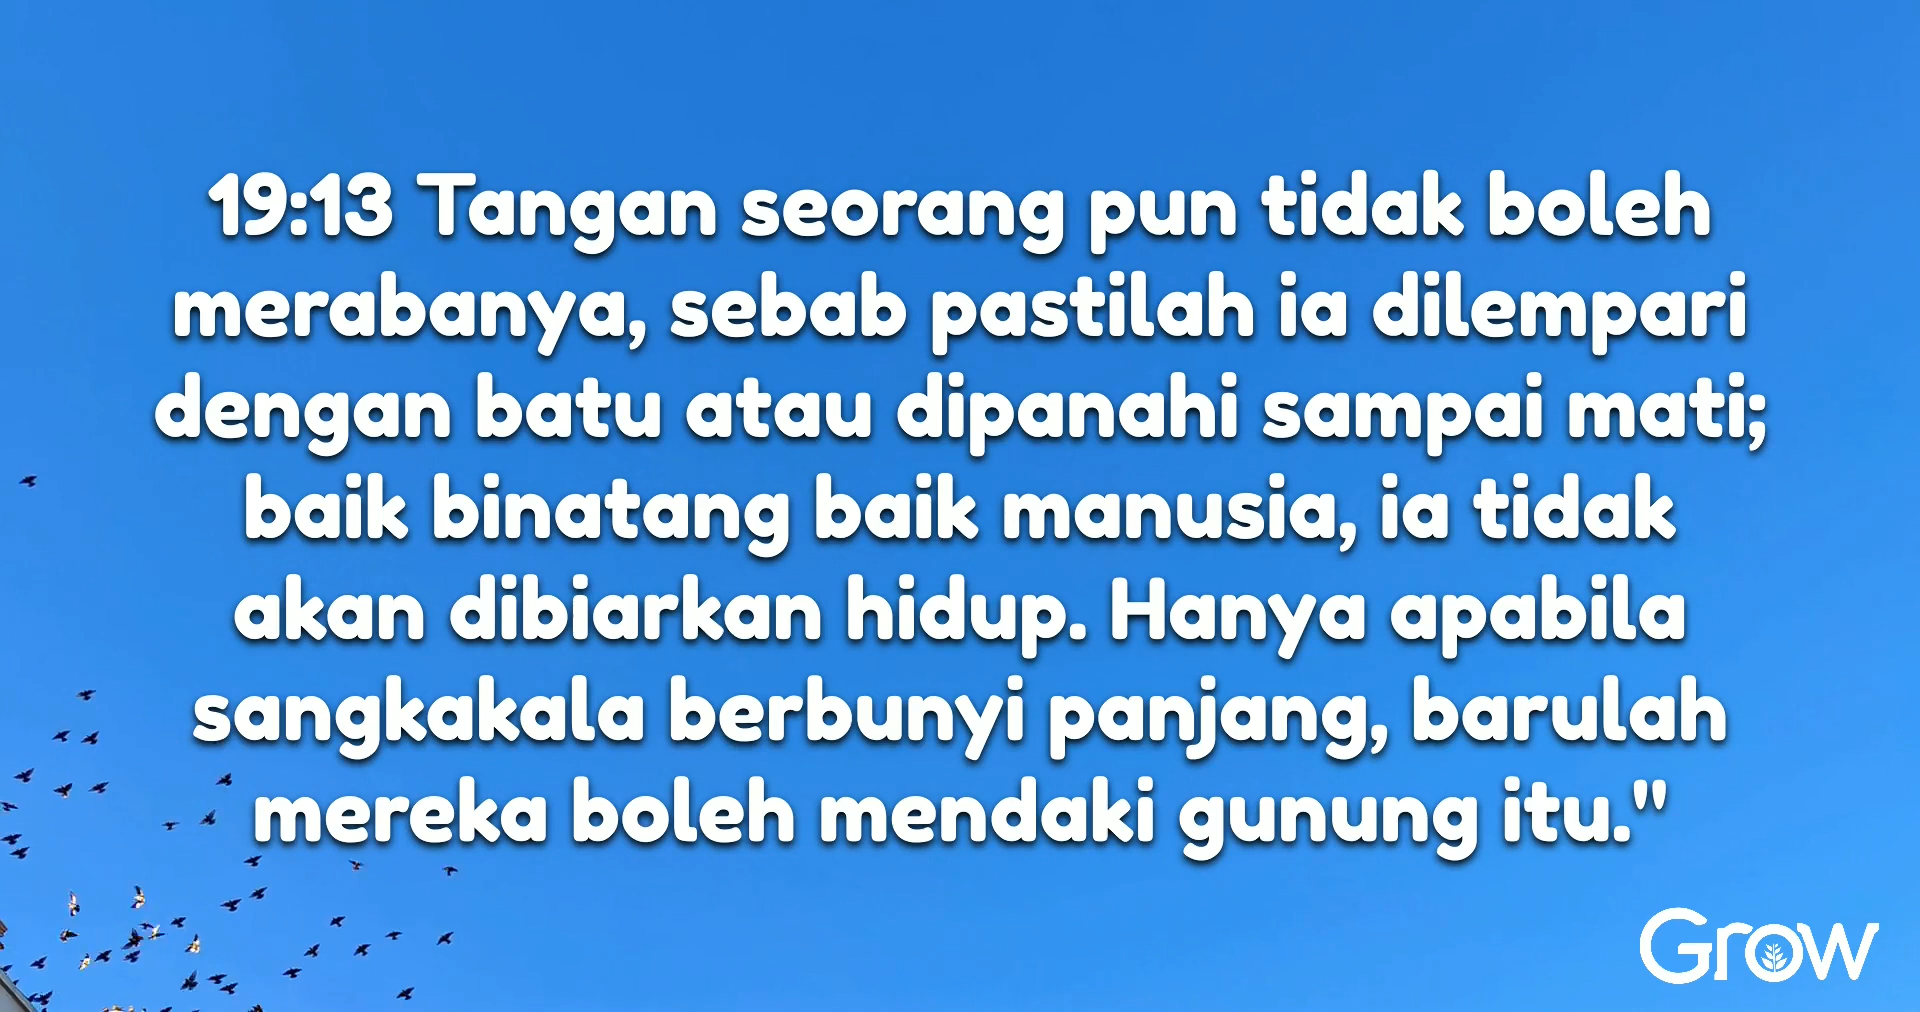 19:13 Tangan seorang pun tidak boleh
merabanya, sebab pastilah ia dilempari
dengan batu atau dipanahi sampai mati;
baik binatang baik manusia, ia tidak
akan dibiarkan hidup. Hanya apabila
sangkakala berbunyi panjang, barulah
mereka boleh mendaki gunung itu."
Grow